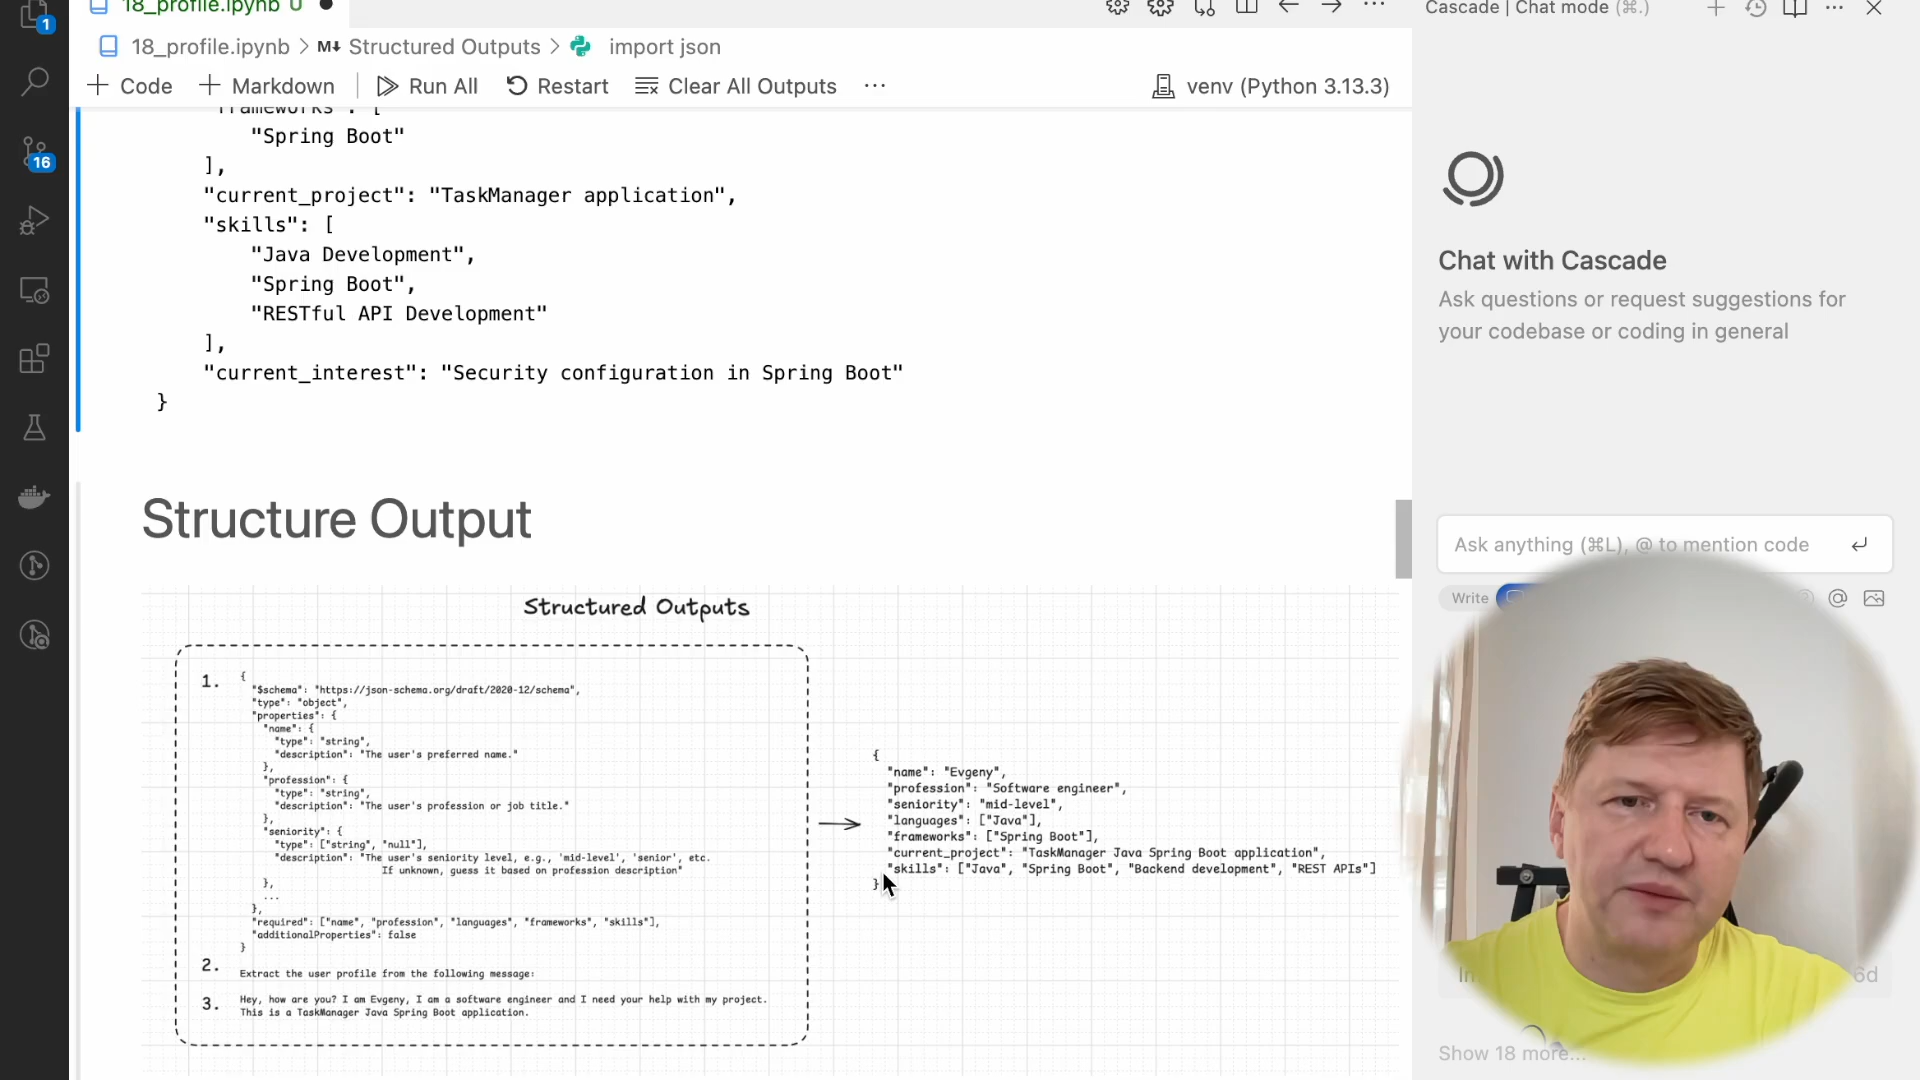 18_profile.ipynb U
Cascade | Chat mode (⌘.)
1
18_profile.ipynb > M↓ Structured Outputs > import json
+ Code + Markdown Run All Restart Clear All Outputs ... venv (Python 3.13.3)
"frameworks": [
"Spring Boot"
],
"current_project": "TaskManager application",
"skills": [
"Java Development",
"Spring Boot",
"RESTful API Development"
],
"current_interest": "Security configuration in Spring Boot"
}
16
Chat with Cascade
Ask questions or request suggestions for
your codebase or coding in general
Ask anything (⌘L), @ to mention code
Write
Structure Output
Structured Outputs
1. {
"$schema": "https://json-schema.org/draft/2020-12/schema",
"type": "object",
"properties": {
"name": {
"type": "string",
"description": "The user's preferred name."
},
"profession": {
"type": "string",
"description": "The user's profession or job title."
},
"seniority": {
"type": ["string", "null"],
"description": "The user's seniority level, e.g., 'mid-level', 'senior', etc.
If unknown, guess it based on profession description"
},
...
},
"required": ["name", "profession", "languages", "frameworks", "skills"],
"additionalProperties": false
}
2. Extract the user profile from the following message:
3. Hey, how are you? I am Evgeny, I am a software engineer and I need your help with my project.
This is a TaskManager Java Spring Boot application.
{
"name": "Evgeny",
"profession": "Software engineer",
"seniority": "mid-level",
"languages": ["Java"],
"frameworks": ["Spring Boot"],
"current_project": "TaskManager Java Spring Boot application",
"skills": ["Java", "Spring Boot", "Backend development", "REST APIs"]
}
6d
Show 18 more...